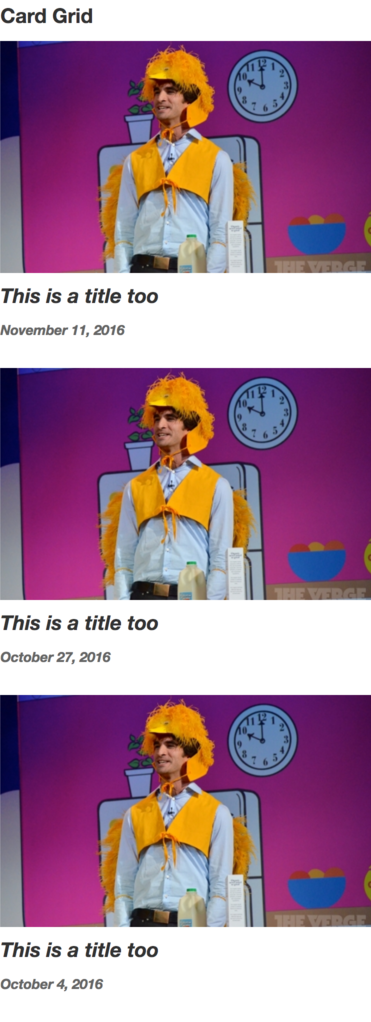 Card Grid
THE VERGE
This is a title too
November 11, 2016
THE VERGE
This is a title too
October 27, 2016
THE VERGE
This is a title too
October 4, 2016